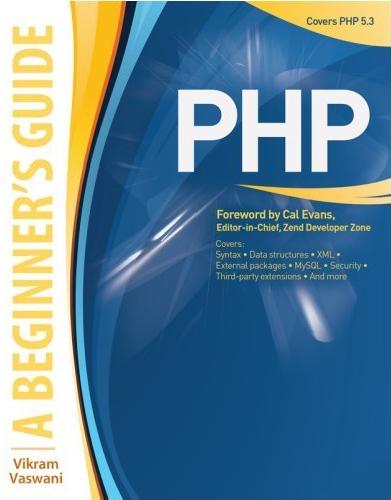 Covers PHP 5.3
A BEGINNER'S GUIDE
PHP
Foreword by Cal Evans,
Editor-in-Chief, Zend Developer Zone
Covers:
Syntax • Data structures • XML •
External packages • MySQL • Security •
Third-party extensions • And more
Vikram
Vaswani